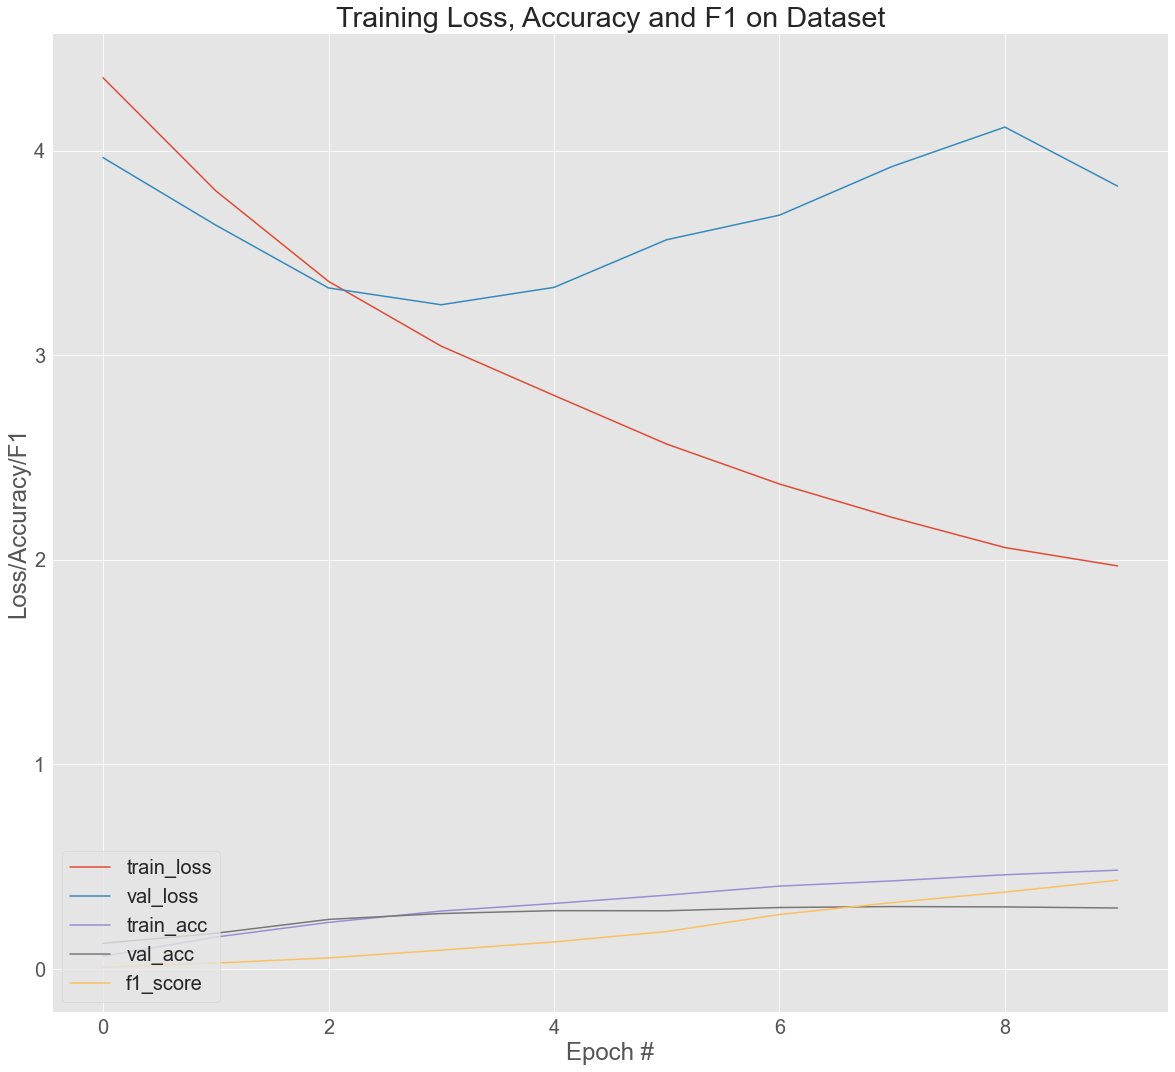 Training Loss, Accuracy and F1 on Dataset
Loss/Accuracy/F1
4
3
2
1
0
train_loss
val_loss
train_acc
val_acc
f1_score
0 2 4 6 8
Epoch #